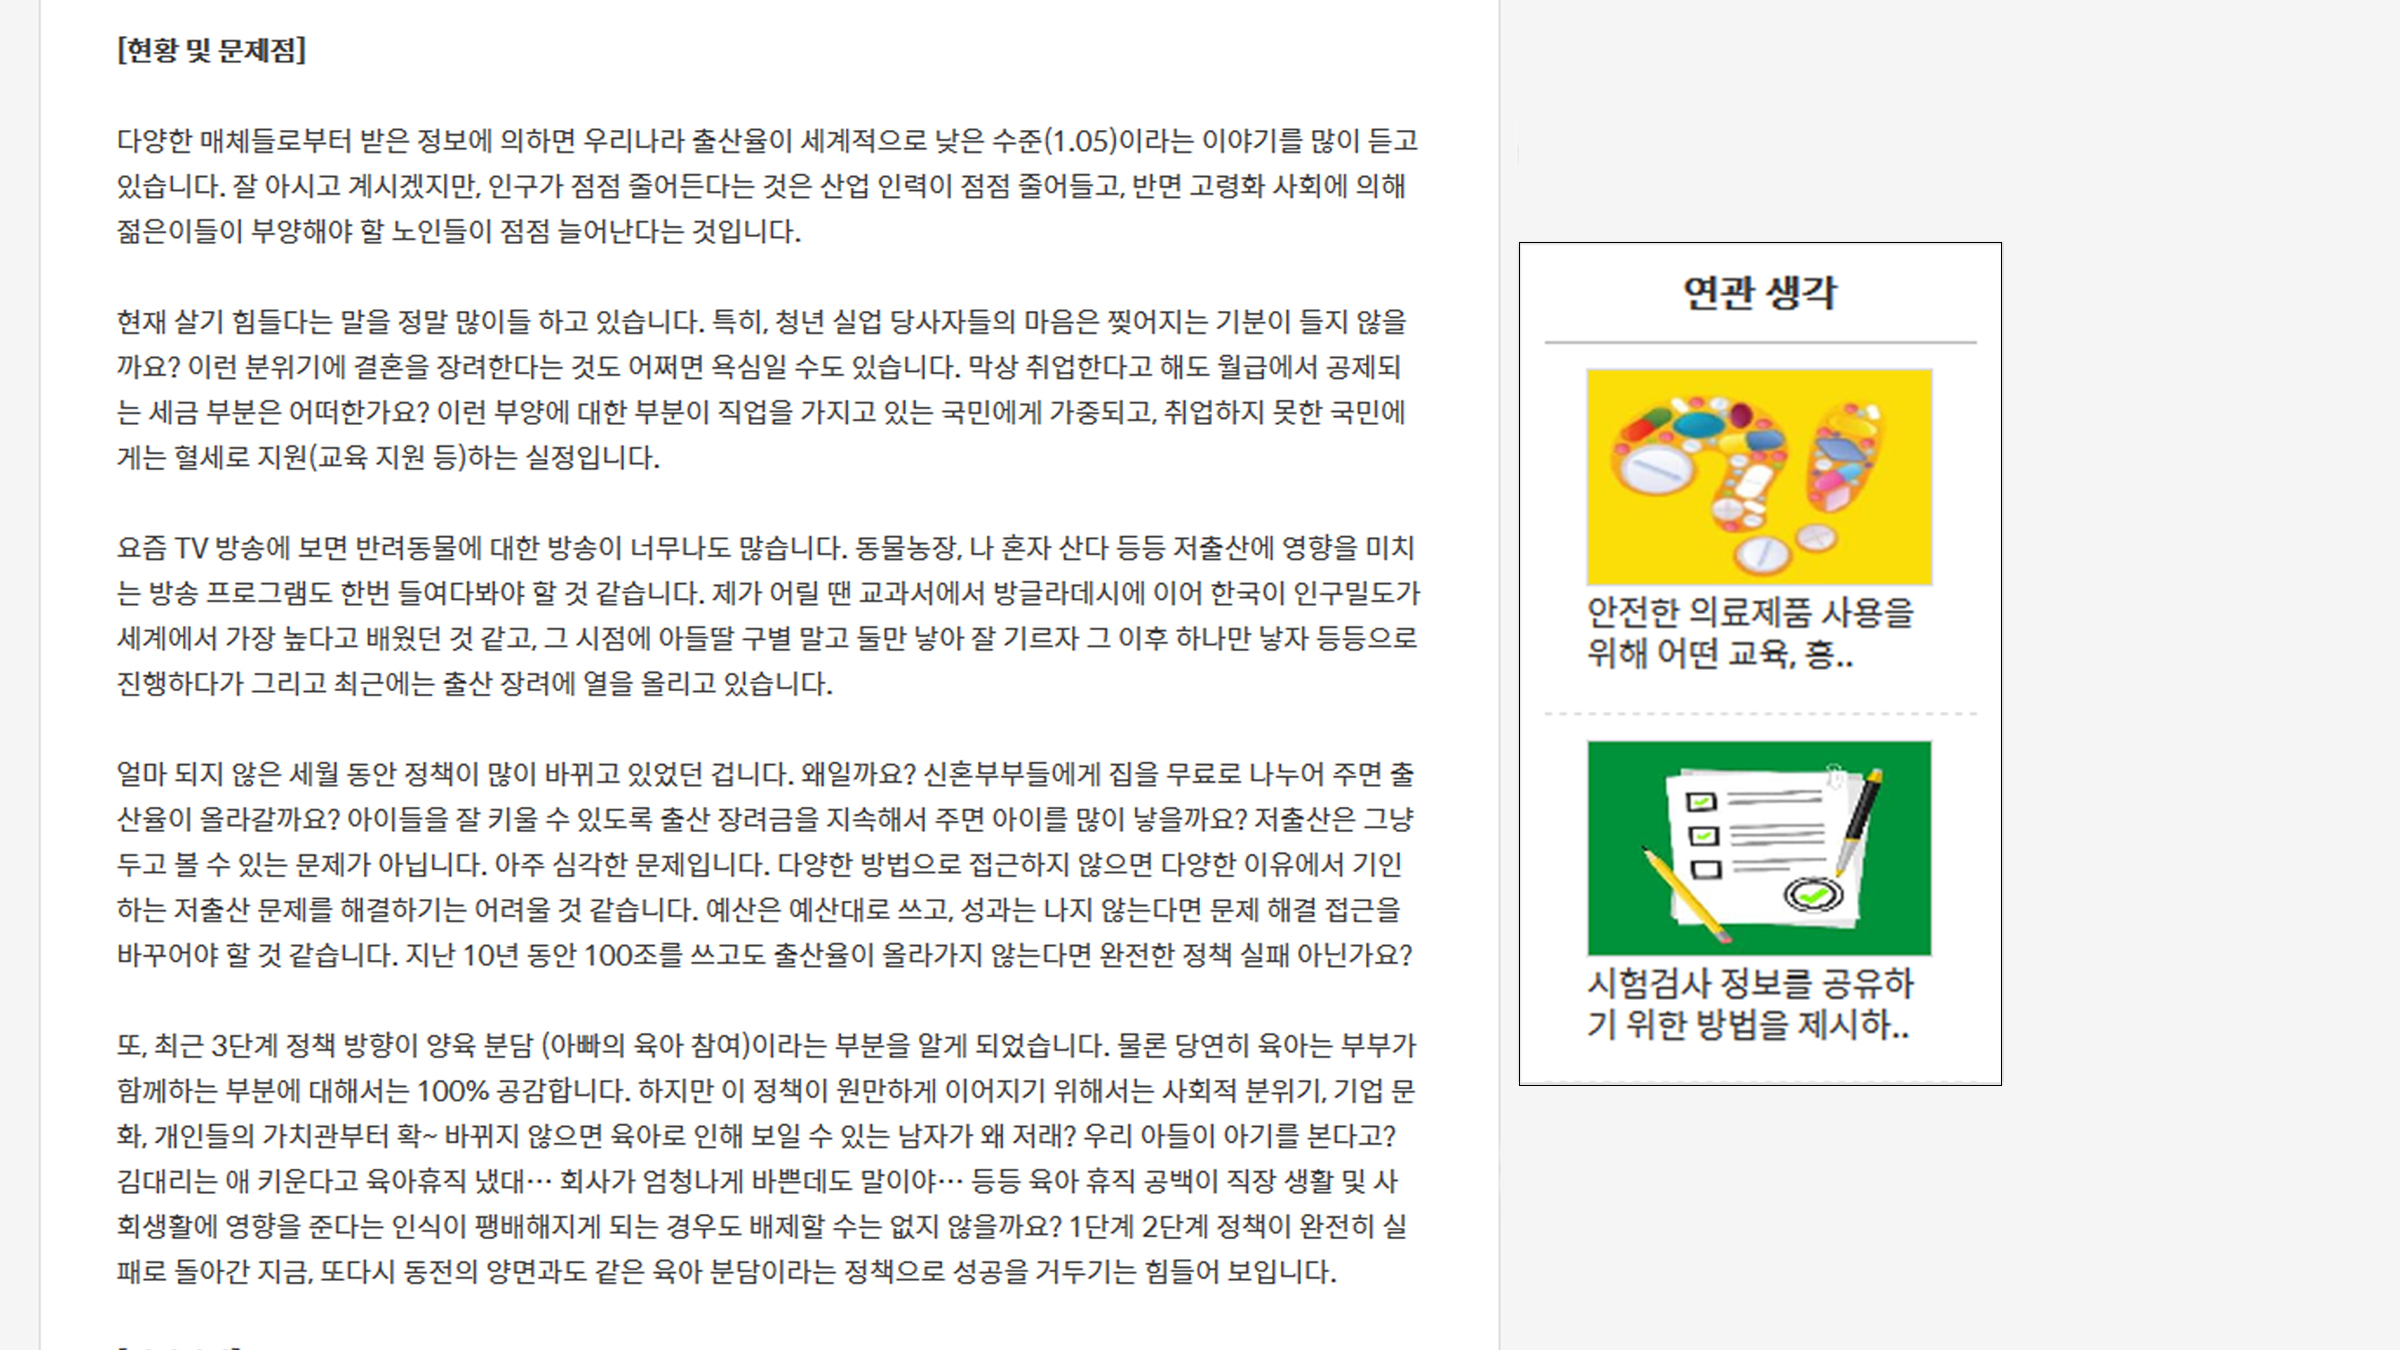 [현황 및 문제점]
다양한 매체들로부터 받은 정보에 의하면 우리나라 출산율이 세계적으로 낮은 수준(1.05)이라는 이야기를 많이 듣고
있습니다. 잘 아시고 계시겠지만, 인구가 점점 줄어든다는 것은 산업 인력이 점점 줄어들고, 반면 고령화 사회에 의해
젊은이들이 부양해야 할 노인들이 점점 늘어난다는 것입니다.
현재 살기 힘들다는 말을 정말 많이들 하고 있습니다. 특히, 청년 실업 당사자들의 마음은 찢어지는 기분이 들지 않을
까요? 이런 분위기에 결혼을 장려한다는 것도 어쩌면 욕심일 수도 있습니다. 막상 취업한다고 해도 월급에서 공제되
는 세금 부분은 어떠한가요? 이런 부양에 대한 부분이 직업을 가지고 있는 국민에게 가중되고, 취업하지 못한 국민에
게는 혈세로 지원(교육 지원 등)하는 실정입니다.
요즘 TV 방송에 보면 반려동물에 대한 방송이 너무나도 많습니다. 동물농장, 나 혼자 산다 등등 저출산에 영향을 미치
는 방송 프로그램도 한번 들여다봐야 할 것 같습니다. 제가 어릴 땐 교과서에서 방글라데시에 이어 한국이 인구밀도가
세계에서 가장 높다고 배웠던 것 같고, 그 시점에 아들딸 구별 말고 둘만 낳아 잘 기르자 그 이후 하나만 낳자 등등으로
진행하다가 그리고 최근에는 출산 장려에 열을 올리고 있습니다.
얼마 되지 않은 세월 동안 정책이 많이 바뀌고 있었던 겁니다. 왜일까요? 신혼부부들에게 집을 무료로 나누어 주면 출
산율이 올라갈까요? 아이들을 잘 키울 수 있도록 출산 장려금을 지속해서 주면 아이를 많이 낳을까요? 저출산은 그냥
두고 볼 수 있는 문제가 아닙니다. 아주 심각한 문제입니다. 다양한 방법으로 접근하지 않으면 다양한 이유에서 기인
하는 저출산 문제를 해결하기는 어려울 것 같습니다. 예산은 예산대로 쓰고, 성과는 나지 않는다면 문제 해결 접근을
바꾸어야 할 것 같습니다. 지난 10년 동안 100조를 쓰고도 출산율이 올라가지 않는다면 완전한 정책 실패 아닌가요?
또, 최근 3단계 정책 방향이 양육 분담 (아빠의 육아 참여)이라는 부분을 알게 되었습니다. 물론 당연히 육아는 부부가
함께하는 부분에 대해서는 100% 공감합니다. 하지만 이 정책이 원만하게 이어지기 위해서는 사회적 분위기, 기업 문
화, 개인들의 가치관부터 확~ 바뀌지 않으면 육아로 인해 보일 수 있는 남자가 왜 저래? 우리 아들이 아기를 본다고?
김대리는 애 키운다고 육아휴직 냈대… 회사가 엄청나게 바쁜데도 말이야… 등등 육아 휴직 공백이 직장 생활 및 사
회생활에 영향을 준다는 인식이 팽배해지게 되는 경우도 배제할 수는 없지 않을까요? 1단계 2단계 정책이 완전히 실
패로 돌아간 지금, 또다시 동전의 양면과도 같은 육아 분담이라는 정책으로 성공을 거두기는 힘들어 보입니다.
연관 생각
안전한 의료제품 사용을
위해 어떤 교육, 홍..
시험검사 정보를 공유하
기 위한 방법을 제시하..